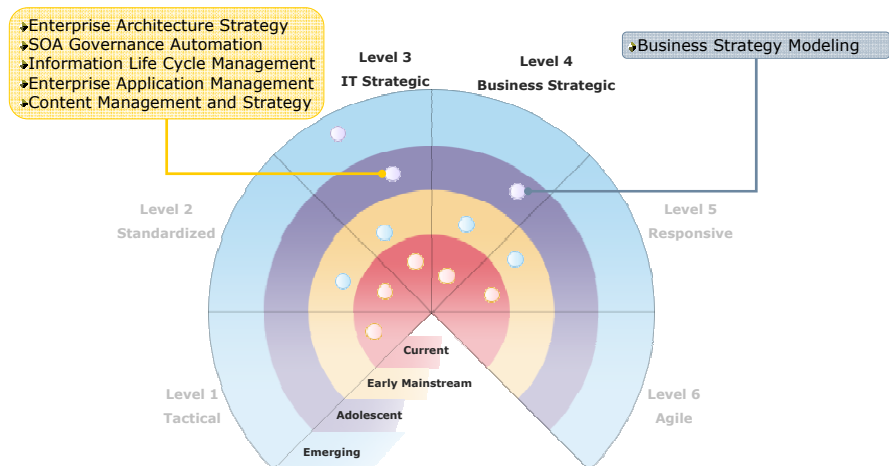 Enterprise Architecture Strategy
SOA Governance Automation
Information Life Cycle Management
Enterprise Application Management
Content Management and Strategy
Business Strategy Modeling
Level 3
IT Strategic
Level 4
Business Strategic
Level 2
Standardized
Level 5
Responsive
Level 1
Tactical
Level 6
Agile
Current
Early Mainstream
Adolescent
Emerging